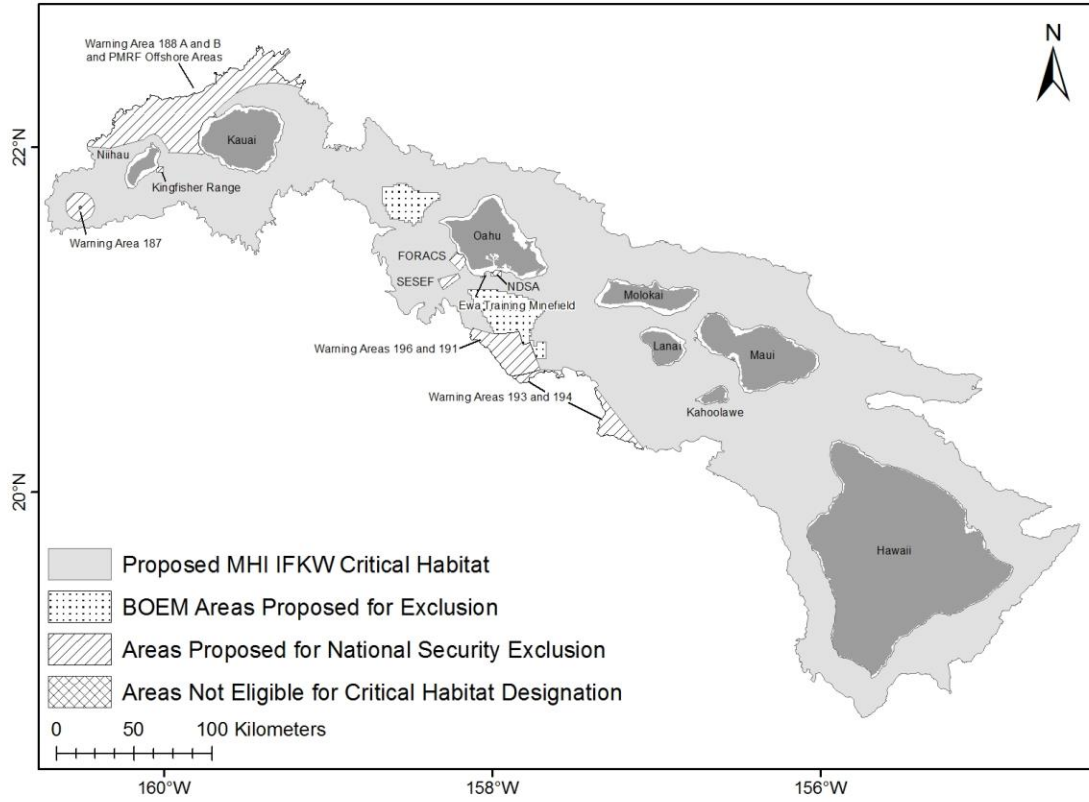 Warning Area 188 A and B
and PMRF Offshore Areas
N
22°N
Kauai
Niihau
Kingfisher Range
Warning Area 187
Oahu
FORACS
SESEF
NDSA
Ewa Training Minefield
Molokai
Warning Areas 196 and 191
Lanai
Maui
Warning Areas 193 and 194
Kahoolawe
20°N
Hawaii
Proposed MHI IFKW Critical Habitat
BOEM Areas Proposed for Exclusion
Areas Proposed for National Security Exclusion
Areas Not Eligible for Critical Habitat Designation
0 50 100 Kilometers
160°W 158°W 156°W